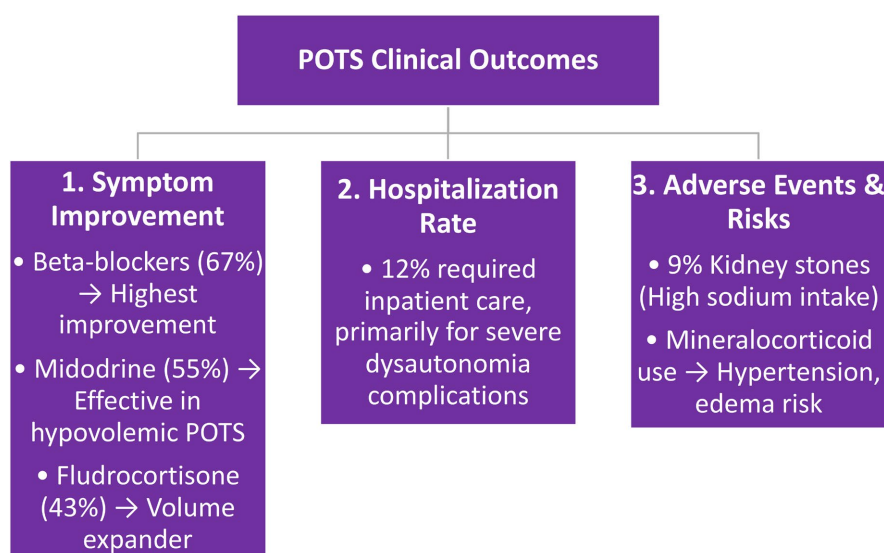 POTS Clinical Outcomes
1. Symptom
Improvement
• Beta-blockers (67%)
→ Highest
improvement
• Midodrine (55%) →
Effective in
hypovolemic POTS
• Fludrocortisone
(43%) → Volume
expander
2. Hospitalization
Rate
• 12% required
inpatient care,
primarily for severe
dysautonomia
complications
3. Adverse Events &
Risks
• 9% Kidney stones
(High sodium intake)
• Mineralocorticoid
use → Hypertension,
edema risk